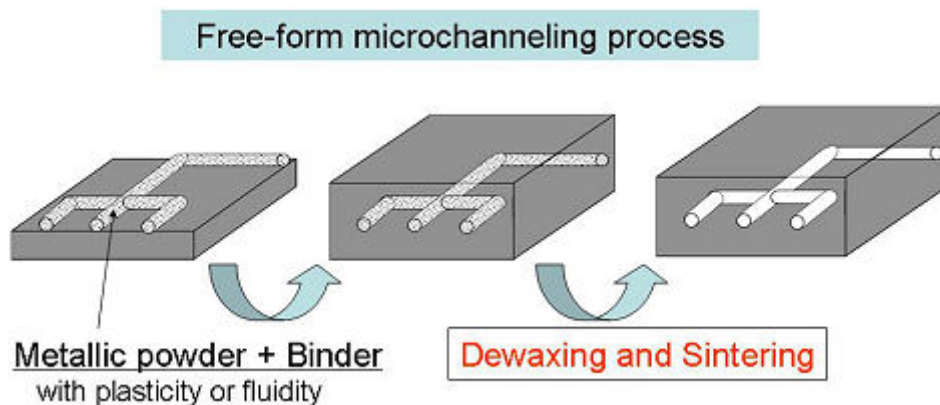 Free-form microchanneling process
Metallic powder + Binder
with plasticity or fluidity
Dewaxing and Sintering